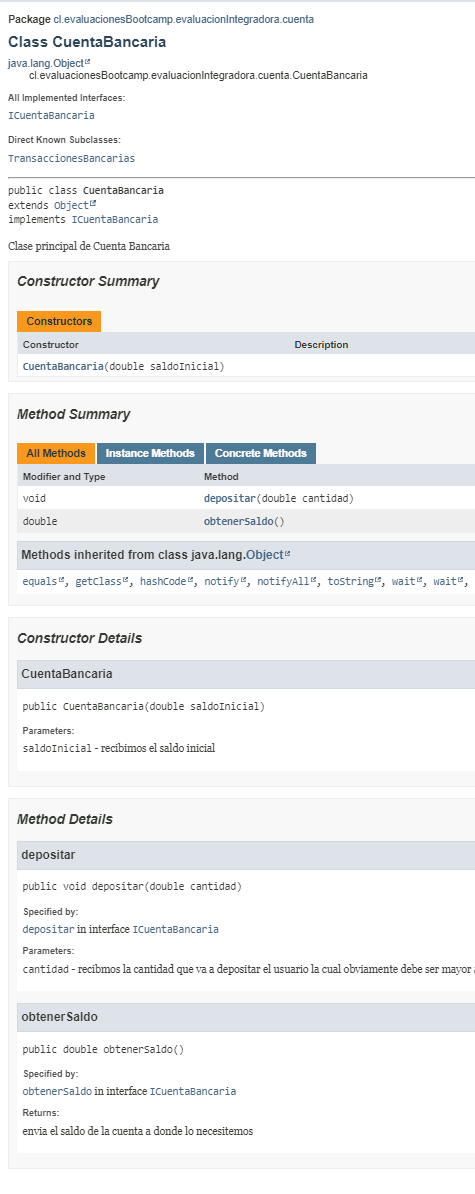 Package cl.evaluacionesBootcamp.evaluacionIntegradora.cuenta
Class CuentaBancaria
java.lang.Object
cl.evaluacionesBootcamp.evaluacionIntegradora.cuenta.CuentaBancaria
All Implemented Interfaces:
ICuentaBancaria
Direct Known Subclasses:
TransaccionesBancarias
public class CuentaBancaria
extends Object
implements ICuentaBancaria
Clase principal de Cuenta Bancaria
Constructor Summary
Constructors
Constructor Description
CuentaBancaria(double saldoInicial)
Method Summary
All Methods Instance Methods Concrete Methods
Modifier and Type Method
void depositar(double cantidad)
double obtenerSaldo()
Methods inherited from class java.lang.Object
equals, getClass, hashCode, notify, notifyAll, toString, wait, wait,
Constructor Details
CuentaBancaria
public CuentaBancaria(double saldoInicial)
Parameters:
saldoInicial - recibimos el saldo inicial
Method Details
depositar
public void depositar(double cantidad)
Specified by:
depositar in interface ICuentaBancaria
Parameters:
cantidad - recibmos la cantidad que va a depositar el usuario la cual obviamente debe ser mayor
obtenerSaldo
public double obtenerSaldo()
Specified by:
obtenerSaldo in interface ICuentaBancaria
Returns:
envia el saldo de la cuenta a donde lo necesitemos